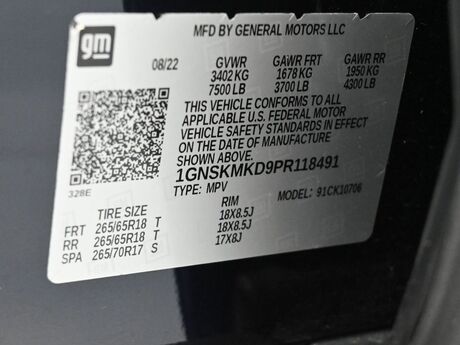 gm
MFD BY GENERAL MOTORS LLC
08/22 GVWR GAWR FRT GAWR RR
3402 KG 1678 KG 1950 KG
7500 LB 3700 LB 4300 LB
THIS VEHICLE CONFORMS TO ALL
APPLICABLE U.S. FEDERAL MOTOR
VEHICLE SAFETY STANDARDS IN EFFECT
ON THE DATE OF MANUFACTURE
SHOWN ABOVE.
328E
1GNSKMKD9PR118491
TYPE: MPV MODEL: 91CK10706
TIRE SIZE RIM
FRT 265/65R18 T 18X8.5J
RR 265/65R18 T 18X8.5J
SPA 265/70R17 S 17X8J